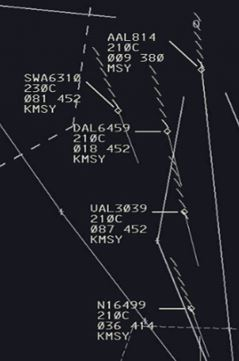 AAL814
210C
009 380
MSY
SWA6310
230C
081 452
KMSY
DAL6459
210C
018 452
KMSY
UAL3039
210C
087 452
KMSY
N16499
210C
036 414
KMSY